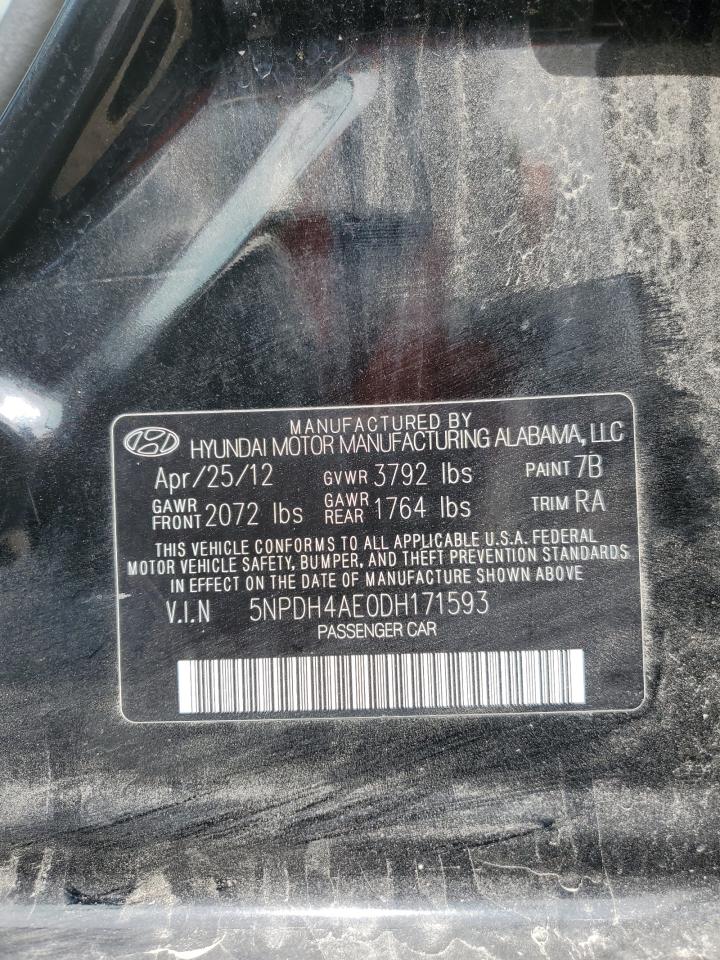 MANUFACTURED BY
HYUNDAI MOTOR MANUFACTURING ALABAMA, LLC
Apr/25/12 GVWR 3792 lbs PAINT 7B
GAWR FRONT 2072 lbs GAWR REAR 1764 lbs TRIM RA
THIS VEHICLE CONFORMS TO ALL APPLICABLE U.S.A. FEDERAL
MOTOR VEHICLE SAFETY, BUMPER, AND THEFT PREVENTION STANDARDS
IN EFFECT ON THE DATE OF MANUFACTURE SHOWN ABOVE
V.I.N 5NPDH4AE0DH171593
PASSENGER CAR